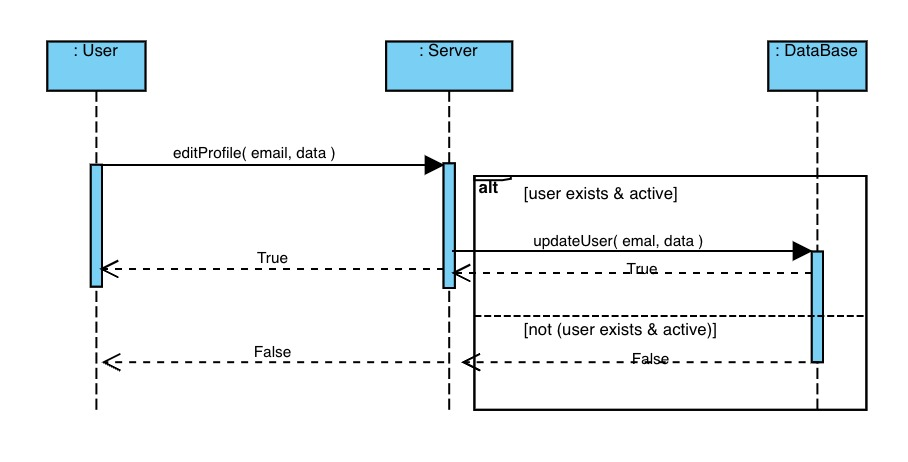 : User
: Server
: DataBase
editProfile( email, data )
alt
[user exists & active]
updateUser( emal, data )
True
True
[not (user exists & active)]
False
False